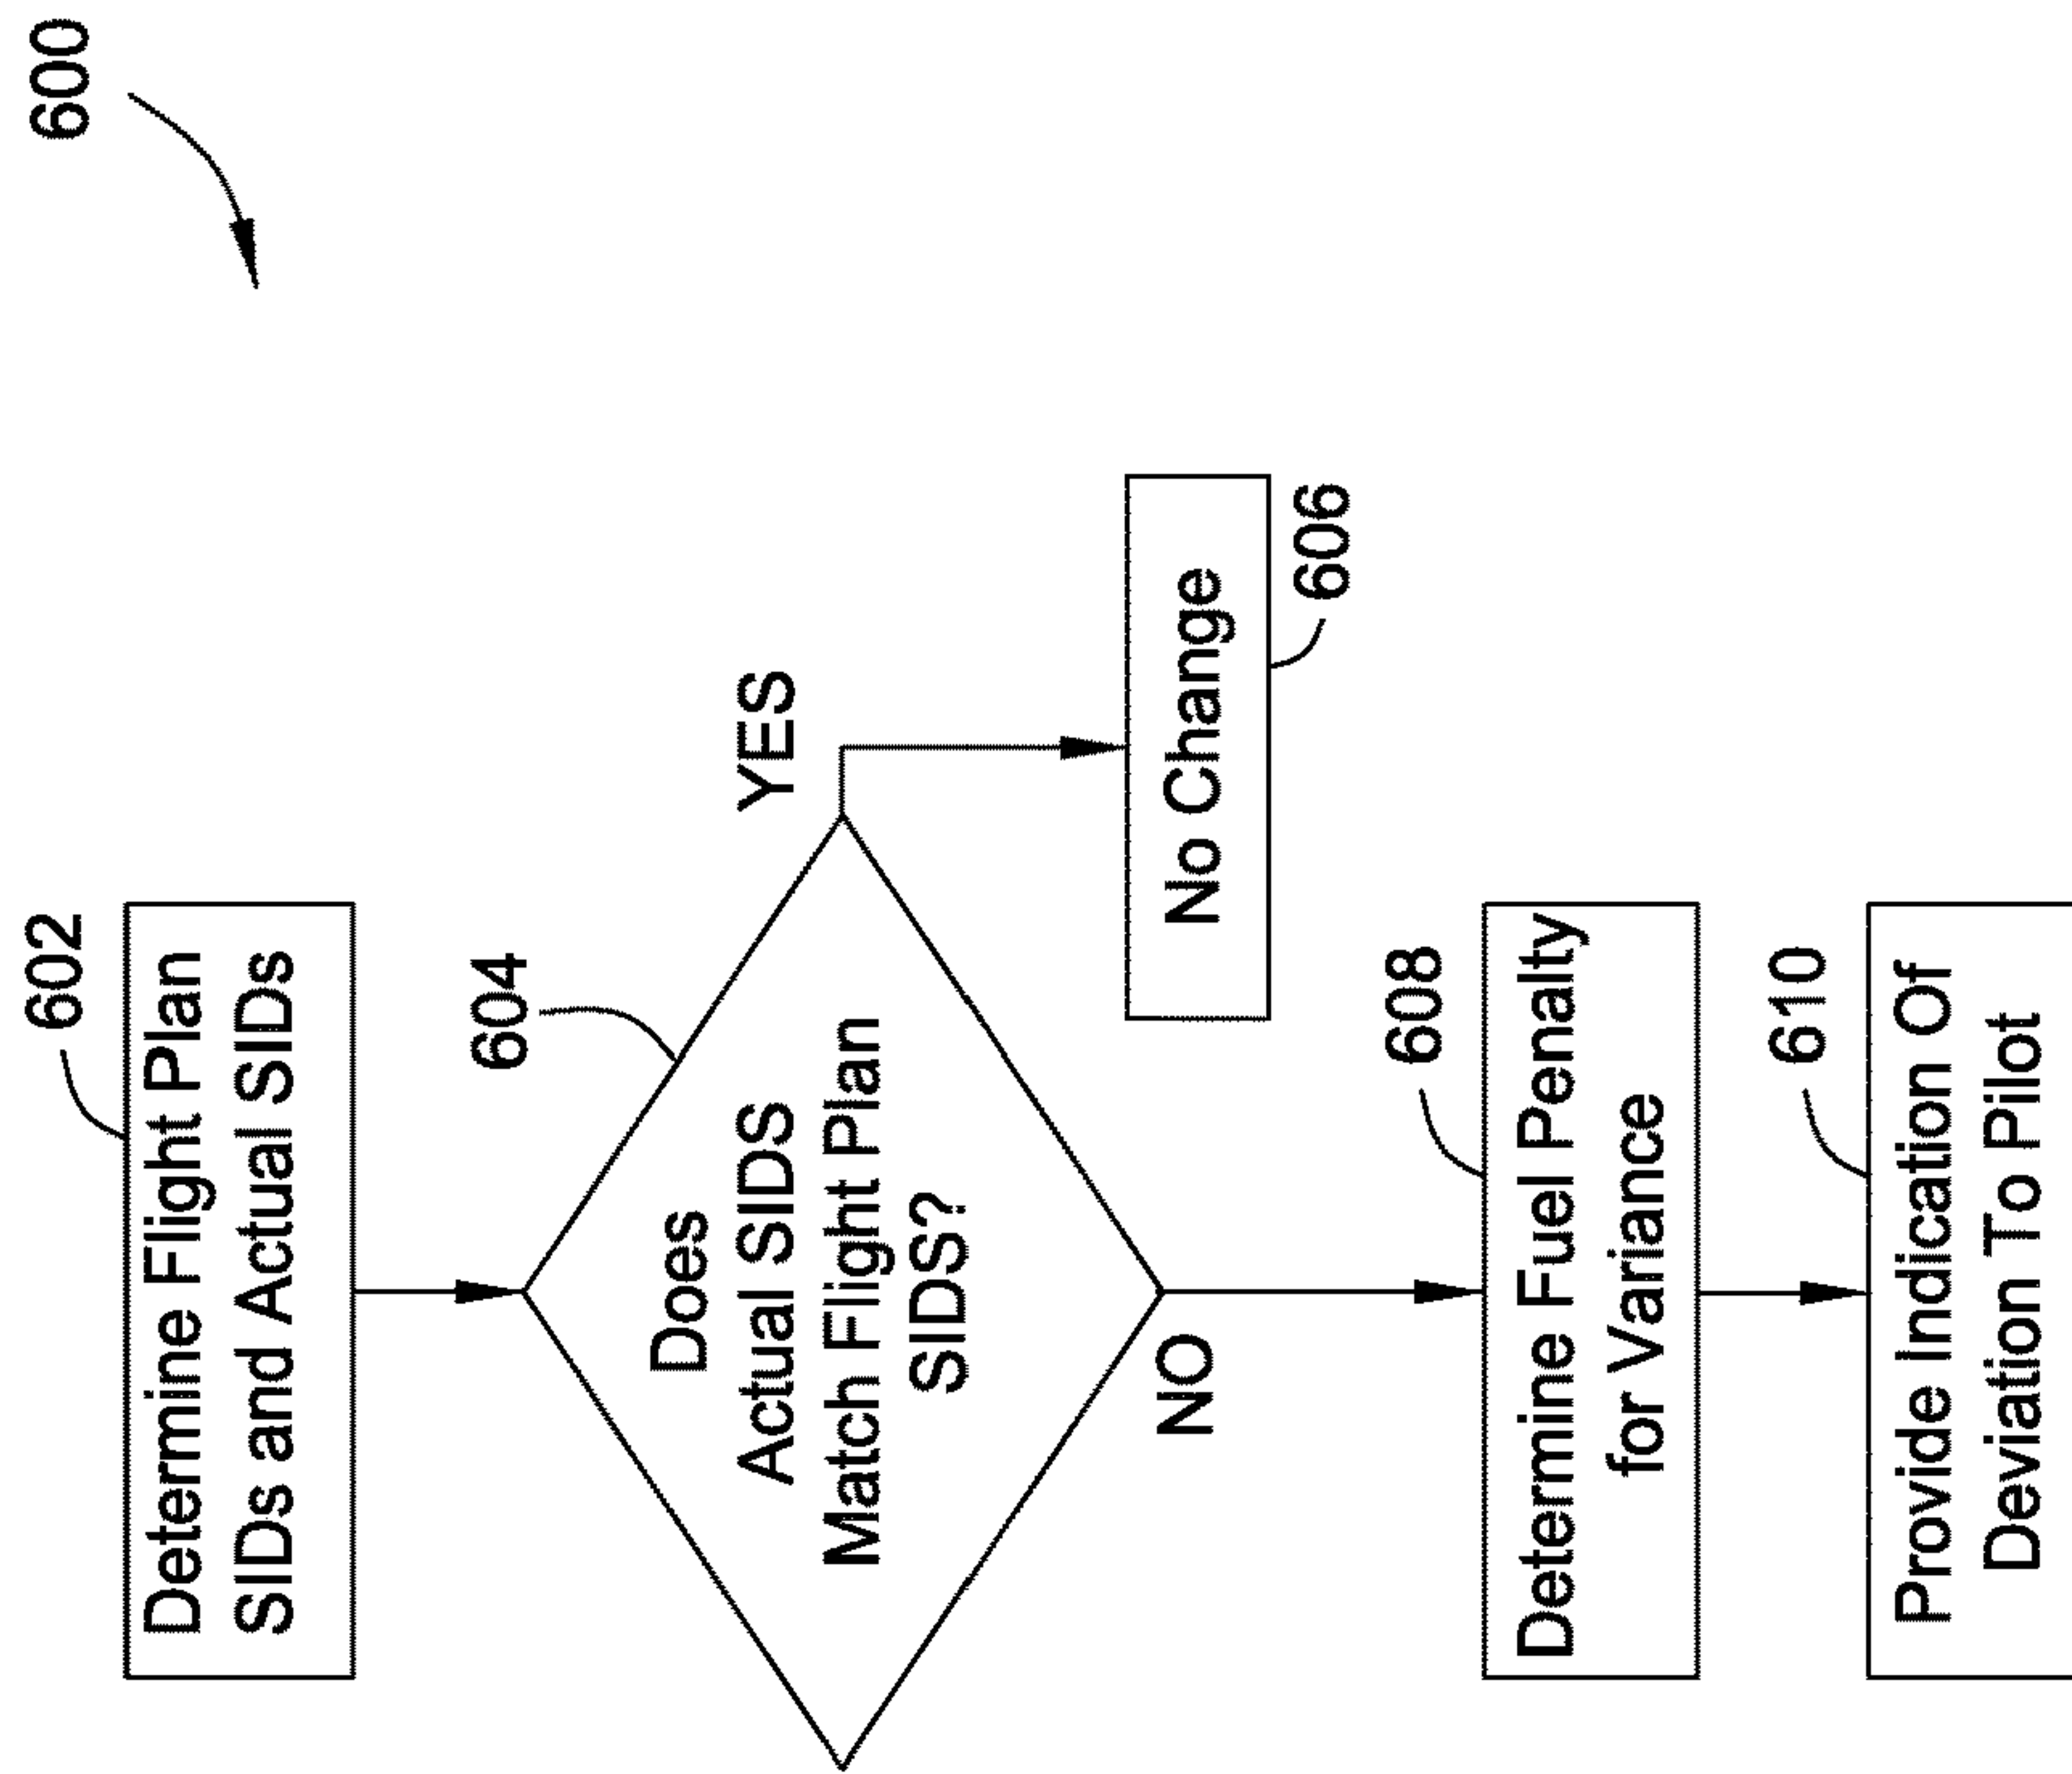 600
602
Determine Flight Plan
SIDs and Actual SIDs
604
Does
Actual SIDS
Match Flight Plan
SIDS?
YES
No Change
606
NO
608
Determine Fuel Penalty
for Variance
610
Provide Indication Of
Deviation To Pilot